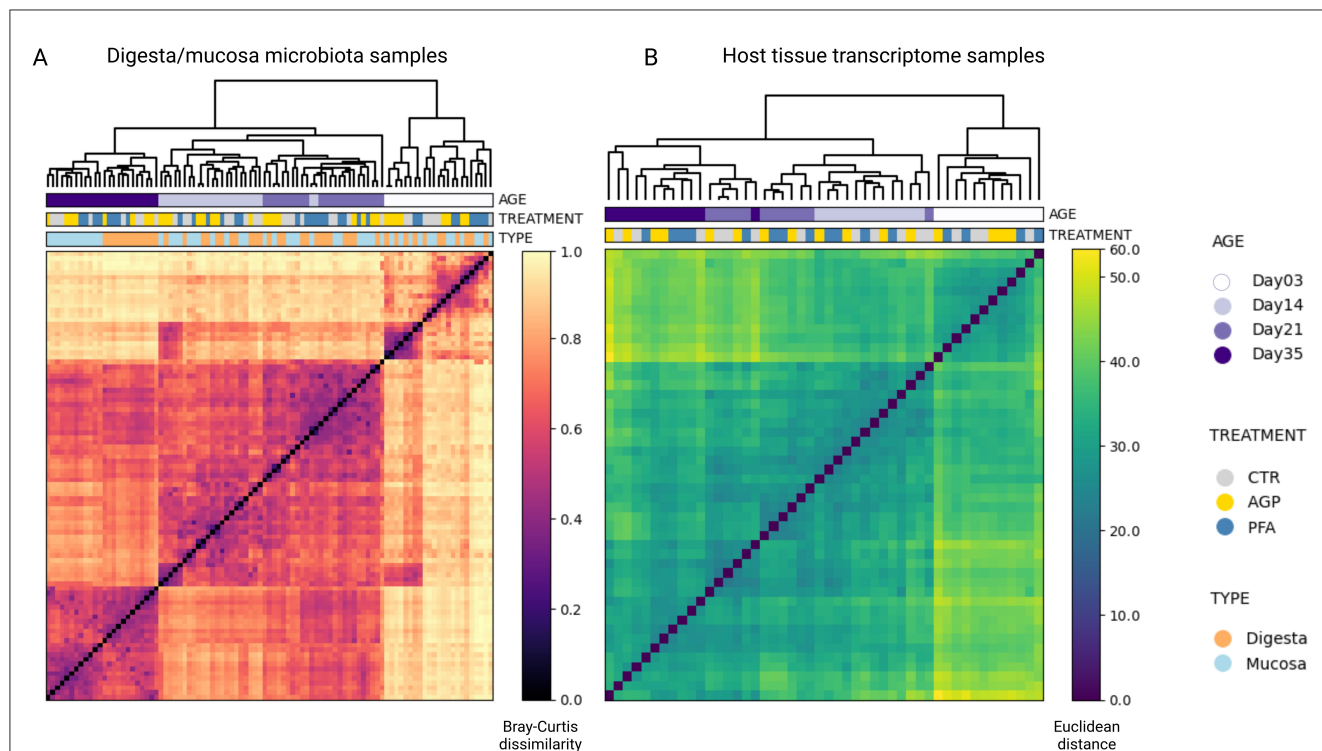 A
Digesta/mucosa microbiota samples
AGE
TREATMENT
TYPE
1.0
0.8
0.6
0.4
0.2
0.0
Bray-Curtis
dissimilarity
B
Host tissue transcriptome samples
AGE
TREATMENT
60.0
50.0
40.0
30.0
20.0
10.0
0.0
Euclidean
distance
AGE
Day03
Day14
Day21
Day35
TREATMENT
CTR
AGP
PFA
TYPE
Digesta
Mucosa